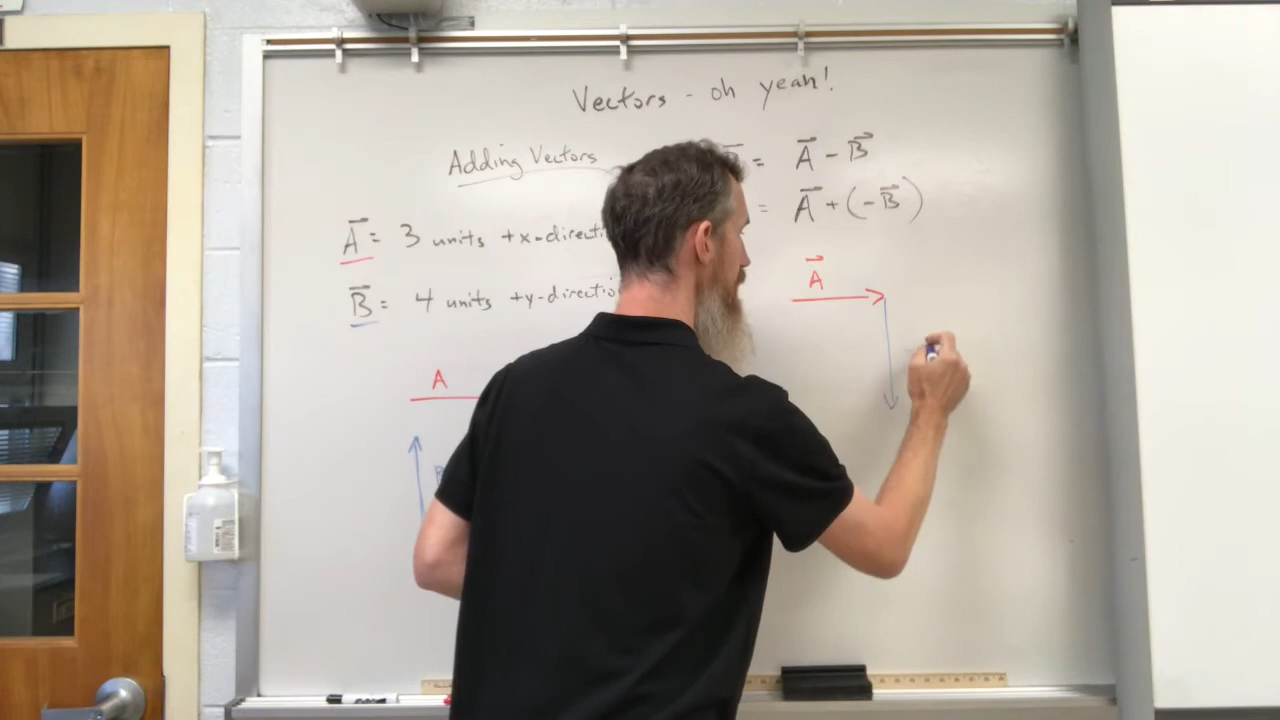 Vectors - oh yeah!
Adding Vectors
= A⃗ - B⃗
= A⃗ + (-B⃗)
A⃗ = 3 units +x-directi
B⃗ = 4 units +y-directio
A⃗
A
B